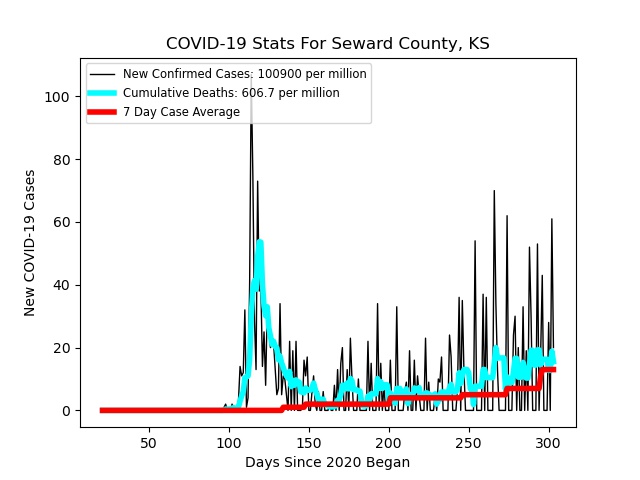 COVID-19 Stats For Seward County, KS
New Confirmed Cases: 100900 per million
Cumulative Deaths: 606.7 per million
7 Day Case Average
New COVID-19 Cases
100
80
60
40
20
0
50 100 150 200 250 300
Days Since 2020 Began